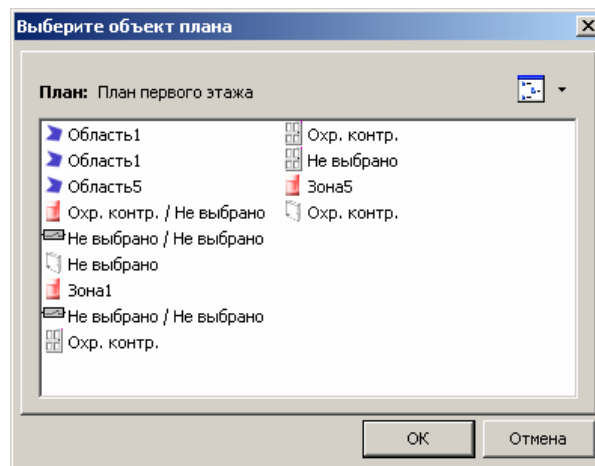 Выберите объект плана
План: План первого этажа
Область1
Область1
Область5
Охр. контр. / Не выбрано
Не выбрано / Не выбрано
Не выбрано
Зона1
Не выбрано / Не выбрано
Охр. контр.
Охр. контр.
Не выбрано
Зона5
Охр. контр.
ОК
Отмена